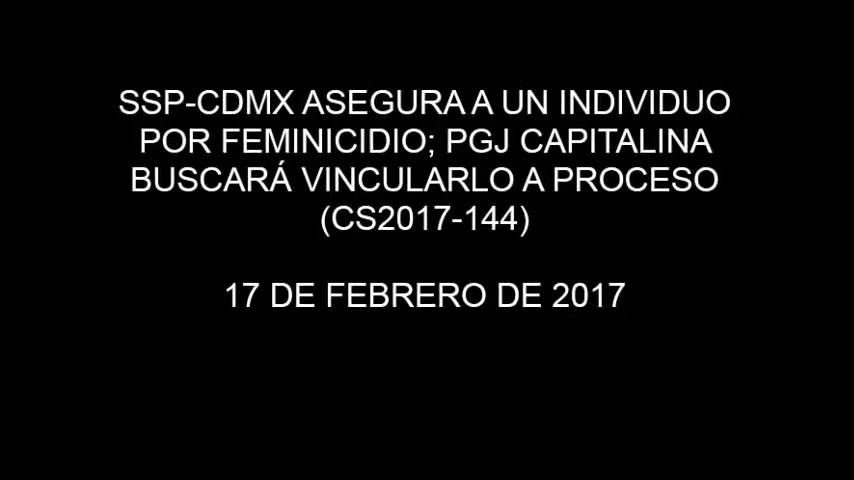 SSP-CDMX ASEGURA A UN INDIVIDUO
POR FEMINICIDIO; PGJ CAPITALINA
BUSCARÁ VINCULARLO A PROCESO
(CS2017-144)
17 DE FEBRERO DE 2017